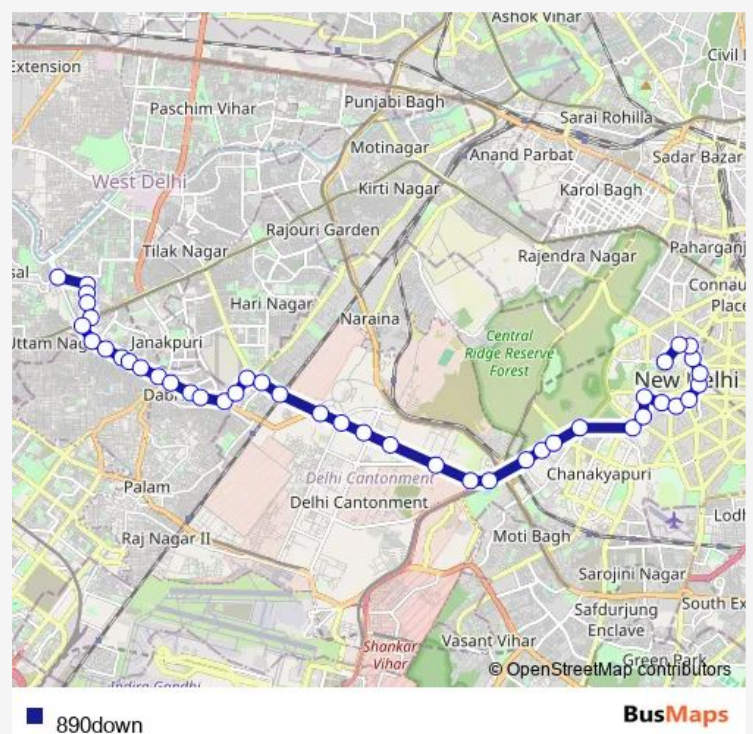 Ashok Vihar
Extension
Civil
Paschim Vihar
Punjabi Bagh
Sarai Rohilla
Motinagar
Anand Parbat
Sadar Bazar
West Delhi
Kirti Nagar
Karol Bagh
Rajouri Garden
Tilak Nagar
Rajendra Nagar
Paharganj
sal
Hari Nagar
Connau
Place
Naraina
Uttam Nag
Janakpuri
Central
Ridge Reserve
Forest
New Delhi
Dab
Chanakyapuri
Delhi Cantonment
Palam
Delhi Cantonment
Lodh
Raj Nagar II
Moti Bagh
Sarojini Nagar
South Ex
Safdurjung
Enclave
Vasant Vihar
Shankar
Vihar
Green Park
© OpenStreetMap contributors
Indira Gandhi
890down
BusMaps